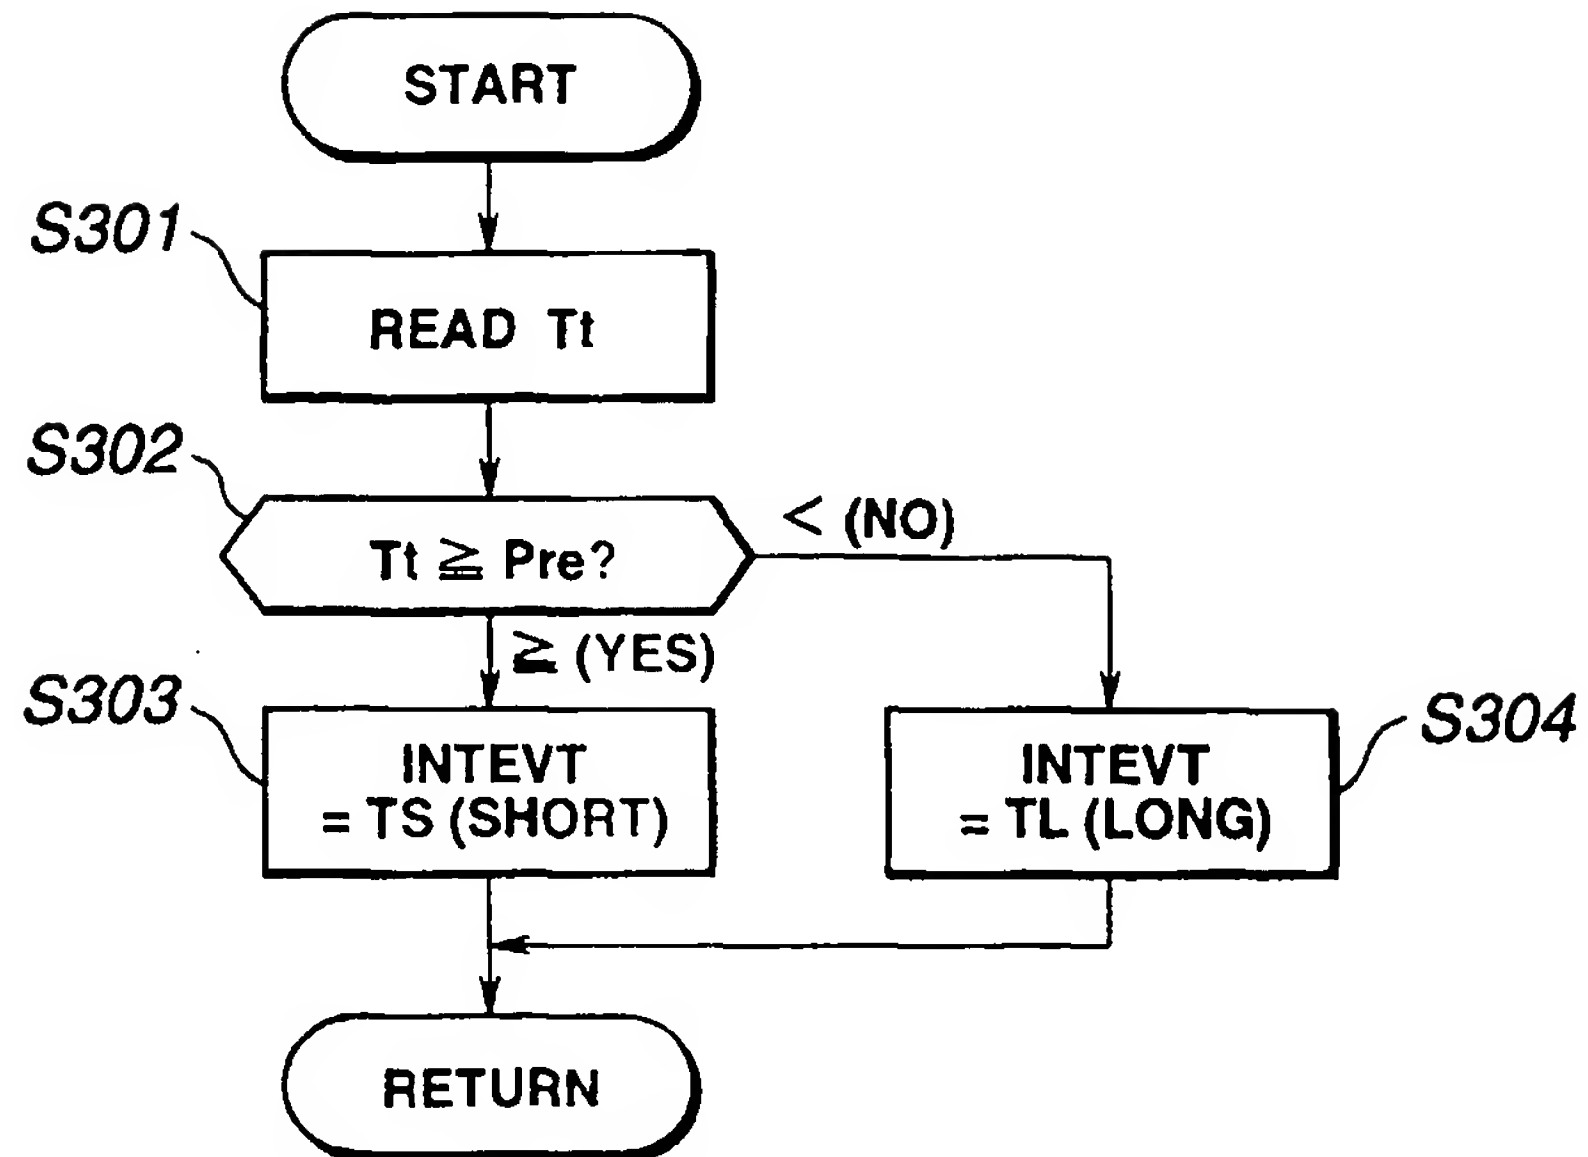 START
S301
READ Tt
S302
Tt ≧ Pre?
< (NO)
≧ (YES)
S303
INTEVT
= TS (SHORT)
INTEVT
= TL (LONG)
S304
RETURN